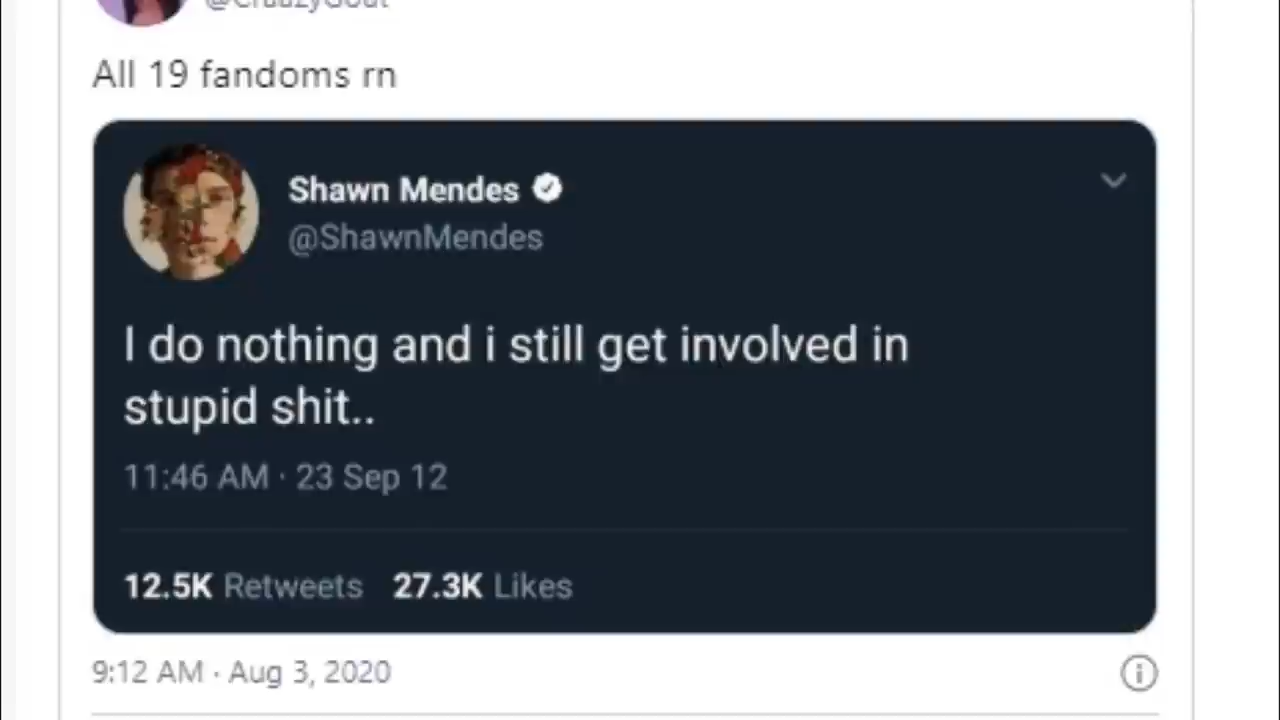 All 19 fandoms rn
Shawn Mendes
@ShawnMendes
I do nothing and i still get involved in
stupid shit..
11:46 AM · 23 Sep 12
12.5K Retweets 27.3K Likes
9:12 AM · Aug 3, 2020